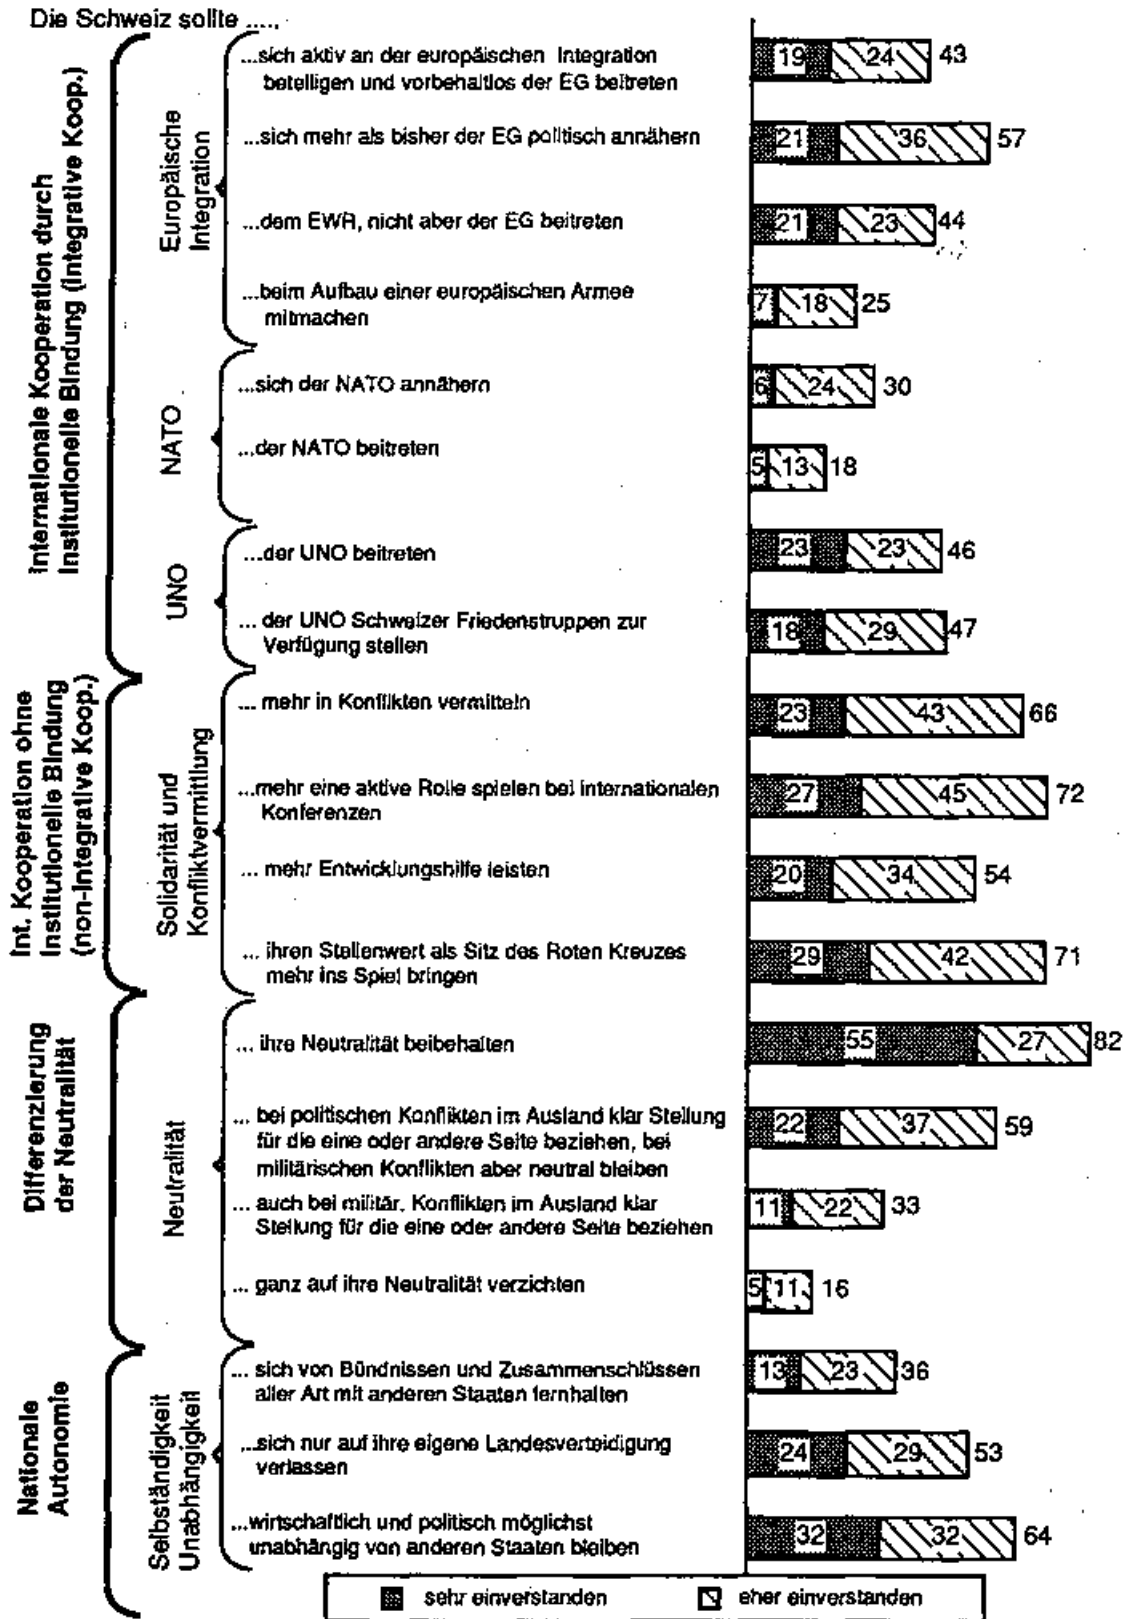 Die Schweiz sollte .....,
Internationale Kooperation durch
Institutionelle Bindung (Integrative Koop.)
Europäische
Integration
...sich aktiv an der europäischen Integration
beteiligen und vorbehaltlos der EG beitreten
19 24 43
...sich mehr als bisher der EG politisch annähern
21 36 57
...dem EWR, nicht aber der EG beitreten
21 23 44
...beim Aufbau einer europäischen Armee
mitmachen
7 18 25
NATO
...sich der NATO annähern
6 24 30
...der NATO beitreten
5 13 18
UNO
...der UNO beitreten
23 23 46
... der UNO Schweizer Friedenstruppen zur
Verfügung stellen
18 29 47
Int. Kooperation ohne
Institutionelle Bindung
(non-Integrative Koop.)
Solidarität und
Konfliktvermittlung
... mehr in Konflikten vermitteln
23 43 66
...mehr eine aktive Rolle spielen bei internationalen
Konferenzen
27 45 72
... mehr Entwicklungshilfe leisten
20 34 54
... ihren Stellenwert als Sitz des Roten Kreuzes
mehr ins Spiel bringen
29 42 71
Differenzierung
der Neutralität
Neutralität
... ihre Neutralität beibehalten
55 27 82
... bei politischen Konflikten im Ausland klar Stellung
für die eine oder andere Seite beziehen, bei
militärischen Konflikten aber neutral bleiben
22 37 59
... auch bei militär. Konflikten im Ausland klar
Stellung für die eine oder andere Seite beziehen
11 22 33
... ganz auf ihre Neutralität verzichten
5 11 16
Nationale
Autonomie
Selbständigkeit
Unabhängigkeit
... sich von Bündnissen und Zusammenschlüssen
aller Art mit anderen Staaten fernhalten
13 23 36
...sich nur auf ihre eigene Landesverteidigung
verlassen
24 29 53
...wirtschaftlich und politisch möglichst
unabhängig von anderen Staaten bleiben
32 32 64
sehr einverstanden eher einverstanden